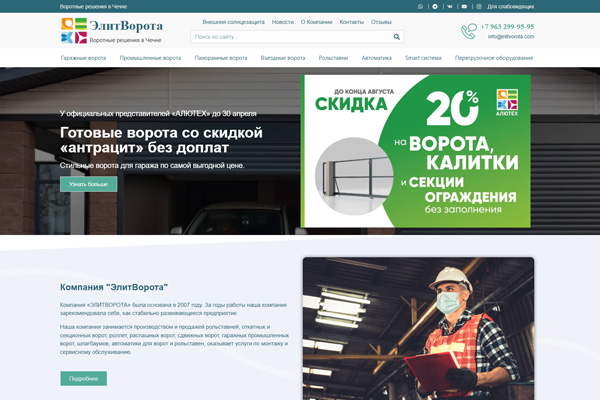 Воротные решения в Чечне
Для слабовидящих
ЭлитВорота
Воротные решения в Чечне
Внешняя солнцезащита Новости О Компании Контакты Отзывы
Поиск по сайту...
+7 963 299-95-95
info@elitvorota.com
Гаражные ворота Промышленные ворота Панорамные ворота Въездные ворота Рольставни Автоматика Smart система Перегрузочное оборудование
У официальных представителей «АЛЮТЕХ» до 30 апреля
Готовые ворота со скидкой
«антрацит» без доплат
Стильные ворота для гаража по самой выгодной цене.
Узнать больше
ДО КОНЦА АВГУСТА
СКИДКА
20%
АЛЮТЕХ
на ВОРОТА,
КАЛИТКИ
и СЕКЦИИ
ОГРАЖДЕНИЯ
без заполнения
Компания "ЭлитВорота"
Компания «ЭЛИТВОРОТА» была основана в 2007 году. За годы работы наша компания
зарекомендовала себя, как стабильно развивающееся предприятие.
Наша компания занимается производством и продажей рольставней, откатных и
секционных ворот, роллет, распашных ворот, сдвижных ворот, гаражных промышленных
ворот, шлагбаумов, автоматики для ворот и рольставен, оказывает услуги по монтажу и
сервисному обслуживанию.
Подробнее